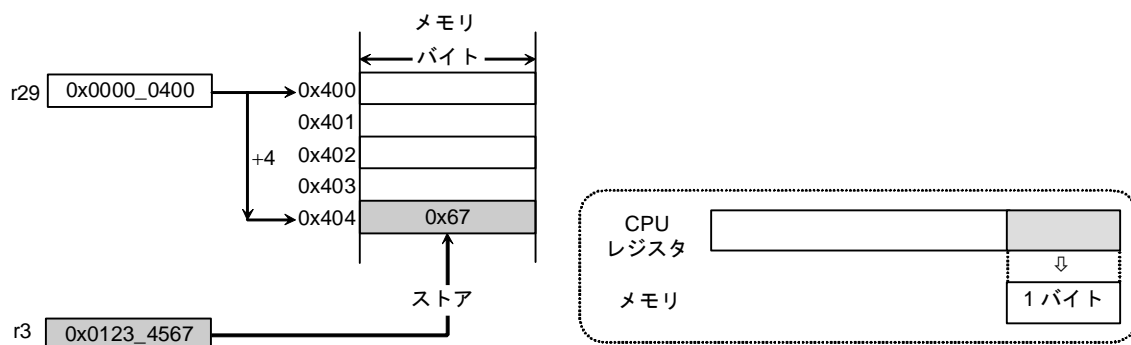 メモリ
バイト
r29 0x0000_0400
0x400
0x401
+4 0x402
0x403
0x404 0x67
ストア
r3 0x0123_4567
CPU
レジスタ
⇩
メモリ 1 バイト